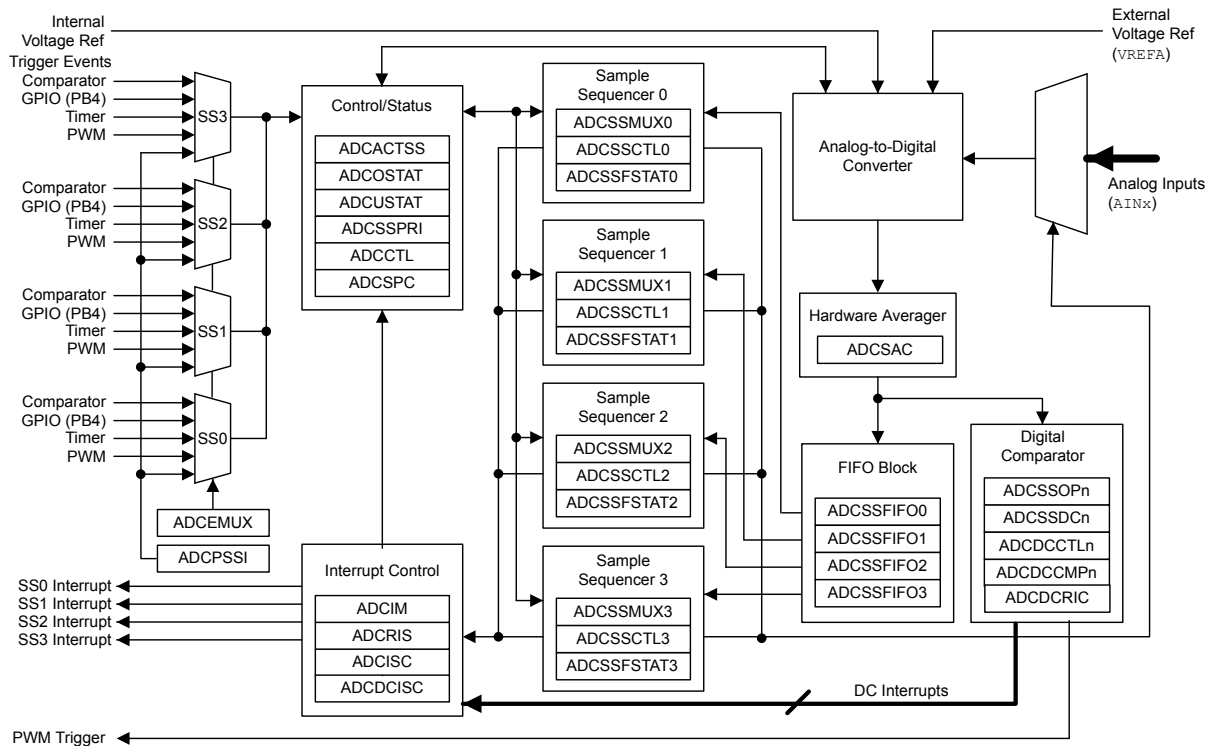 Internal
Voltage Ref
Trigger Events
Comparator
GPIO (PB4)
Timer
PWM
SS3
Comparator
GPIO (PB4)
Timer
PWM
SS2
Comparator
GPIO (PB4)
Timer
PWM
SS1
Comparator
GPIO (PB4)
Timer
PWM
SS0
ADCEMUX
ADCPSSI
SS0 Interrupt
SS1 Interrupt
SS2 Interrupt
SS3 Interrupt
PWM Trigger
Control/Status
ADCACTSS
ADCOSTAT
ADCUSTAT
ADCSSPRI
ADCCTL
ADCSPC
Interrupt Control
ADCIM
ADCRIS
ADCISC
ADCDCISC
Sample
Sequencer 0
ADCSSMUX0
ADCSSCTL0
ADCSSFSTAT0
Sample
Sequencer 1
ADCSSMUX1
ADCSSCTL1
ADCSSFSTAT1
Sample
Sequencer 2
ADCSSMUX2
ADCSSCTL2
ADCSSFSTAT2
Sample
Sequencer 3
ADCSSMUX3
ADCSSCTL3
ADCSSFSTAT3
Analog-to-Digital
Converter
Hardware Averager
ADCSAC
FIFO Block
ADCSSFIFO0
ADCSSFIFO1
ADCSSFIFO2
ADCSSFIFO3
External
Voltage Ref
(VREFA)
Analog Inputs
(AINx)
Digital
Comparator
ADCSSOPn
ADCSSDCn
ADCDCCTLn
ADCDCCMPn
ADCDCRIC
DC Interrupts